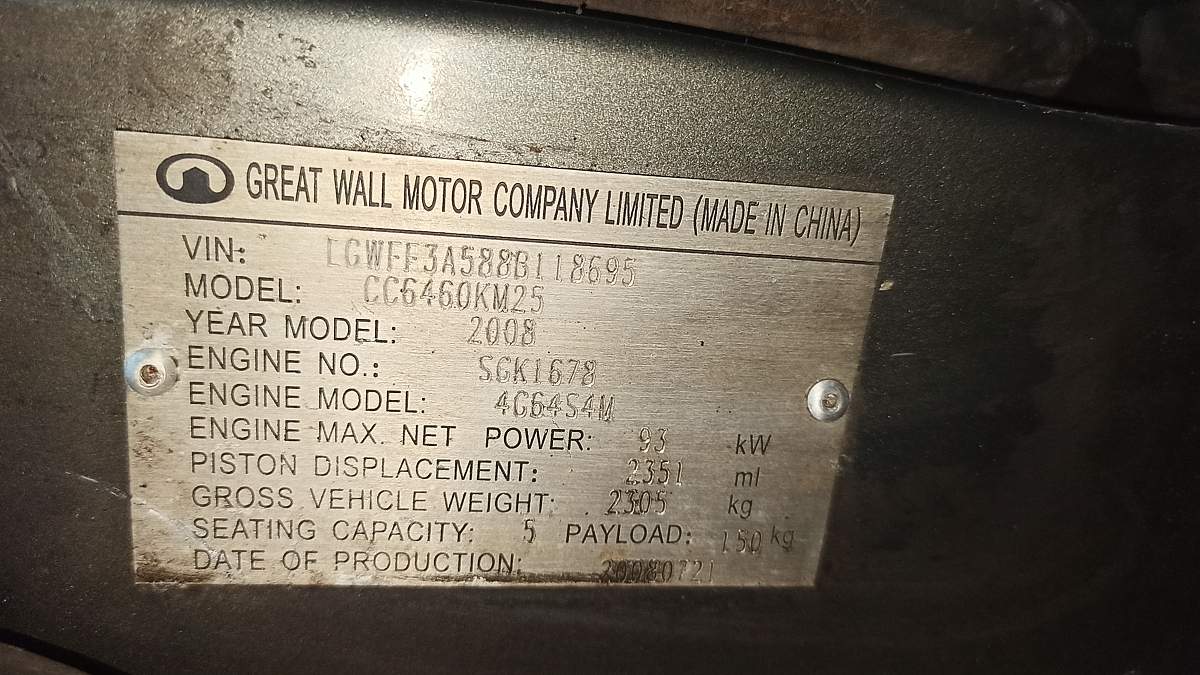 GREAT WALL MOTOR COMPANY LIMITED (MADE IN CHINA)
VIN: LGWFF3A588B118695
MODEL: CC6460KM25
YEAR MODEL: 2008
ENGINE NO.: SGK1678
ENGINE MODEL: 4G64S4M
ENGINE MAX. NET POWER: 93 kW
PISTON DISPLACEMENT: 2351 ml
GROSS VEHICLE WEIGHT: 2305 kg
SEATING CAPACITY: 5 PAYLOAD: 150 kg
DATE OF PRODUCTION: 20080721